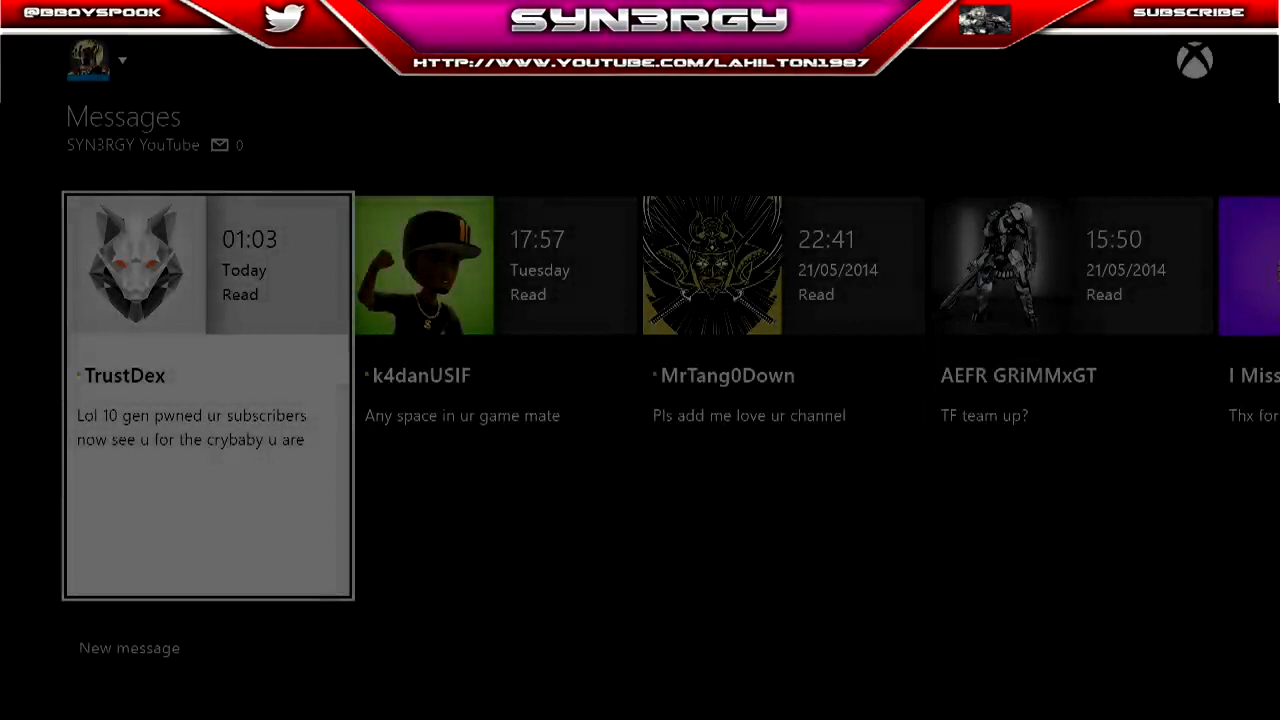 @BBOYSPOOK
SYN3RGY
SUBSCRIBE
HTTP://WWW.YOUTUBE.COM/LAHILTON1987
Messages
SYN3RGY YouTube 0
01:03
Today
Read
TrustDex
Lol 10 gen pwned ur subscribers
now see u for the crybaby u are
17:57
Tuesday
Read
k4danUSIF
Any space in ur game mate
22:41
21/05/2014
Read
MrTang0Down
Pls add me love ur channel
15:50
21/05/2014
Read
AEFR GRiMMxGT
TF team up?
I Miss
Thx for
New message